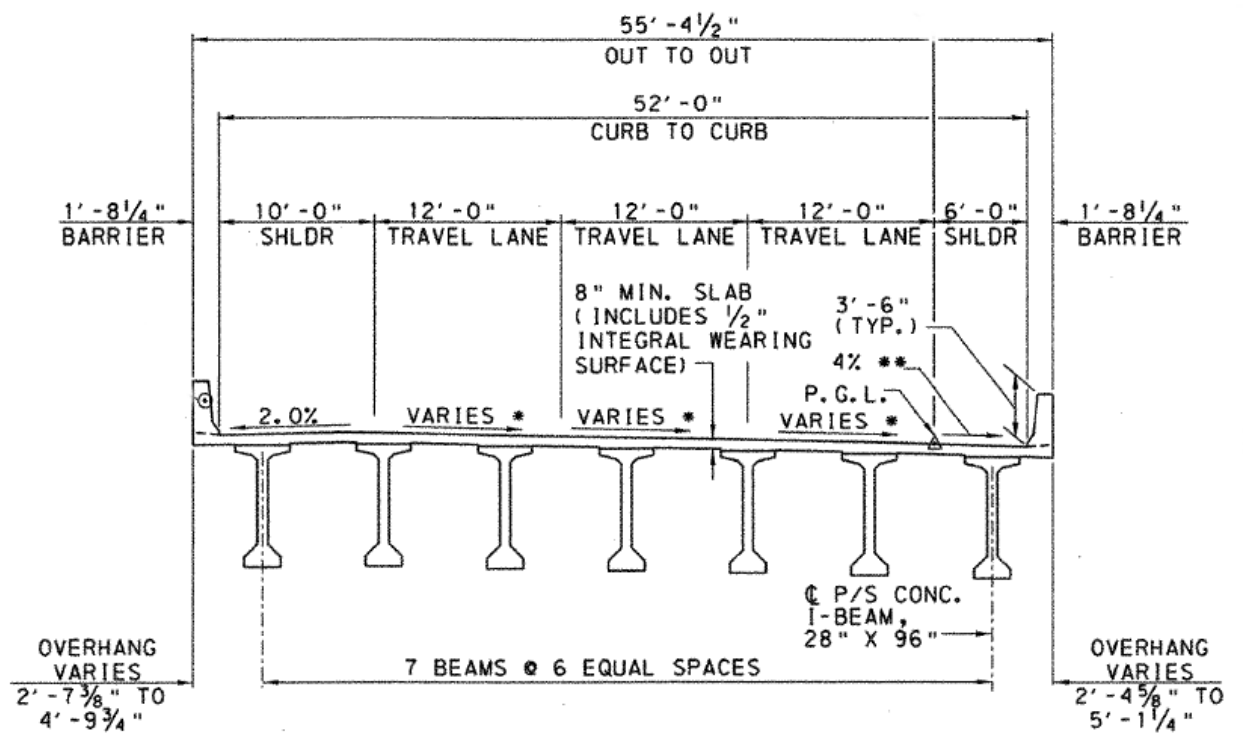 55'-4 1/2"
OUT TO OUT
52'-0"
CURB TO CURB
1'-8 1/4"
BARRIER
10'-0"
SHLDR
12'-0"
TRAVEL LANE
12'-0"
TRAVEL LANE
12'-0"
TRAVEL LANE
6'-0"
SHLDR
1'-8 1/4"
BARRIER
8" MIN. SLAB
(INCLUDES 1/2"
INTEGRAL WEARING
SURFACE)
3'-6"
(TYP.)
4% **
P.G.L.
2.0%
VARIES *
VARIES *
VARIES *
℄ P/S CONC.
I-BEAM,
28" X 96"
OVERHANG
VARIES
2'-7 3/8" TO
4'-9 3/4"
7 BEAMS @ 6 EQUAL SPACES
OVERHANG
VARIES
2'-4 5/8" TO
5'-1 1/4"